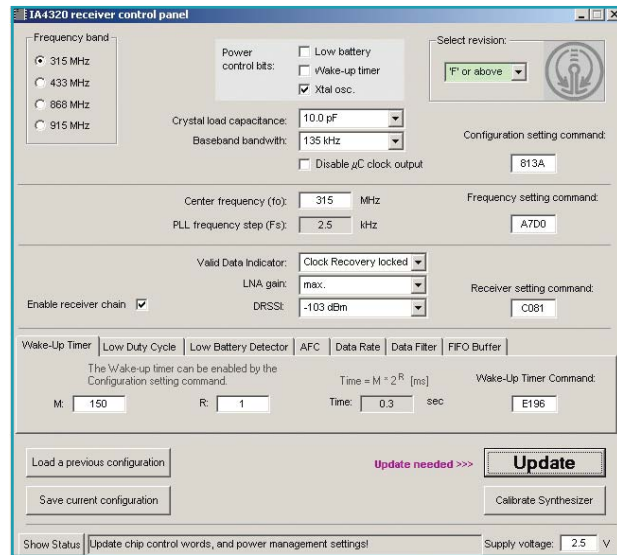 IA4320 receiver control panel
Frequency band
315 MHz
433 MHz
868 MHz
915 MHz
Power
control bits:
Low battery
Wake-up timer
Xtal osc.
Select revision:
'F' or above
Crystal load capacitance:
10.0 pF
Baseband bandwith:
135 kHz
Disable µC clock output
Configuration setting command:
813A
Center frequency (fo):
315
MHz
PLL frequency step (Fs):
2.5
kHz
Frequency setting command:
A7D0
Valid Data Indicator:
Clock Recovery locked
LNA gain:
max.
Enable receiver chain
DRSSI:
-103 dBm
Receiver setting command:
C081
Wake-Up Timer
Low Duty Cycle
Low Battery Detector
AFC
Data Rate
Data Filter
FIFO Buffer
The Wake-up timer can be enabled by the
Configuration setting command.
M:
150
R:
1
Time = M * 2^R [ms]
Time:
0.3
sec
Wake-Up Timer Command:
E196
Load a previous configuration
Update needed >>>
Update
Save current configuration
Calibrate Synthesizer
Show Status
Update chip control words, and power management settings!
Supply voltage:
2.5
V